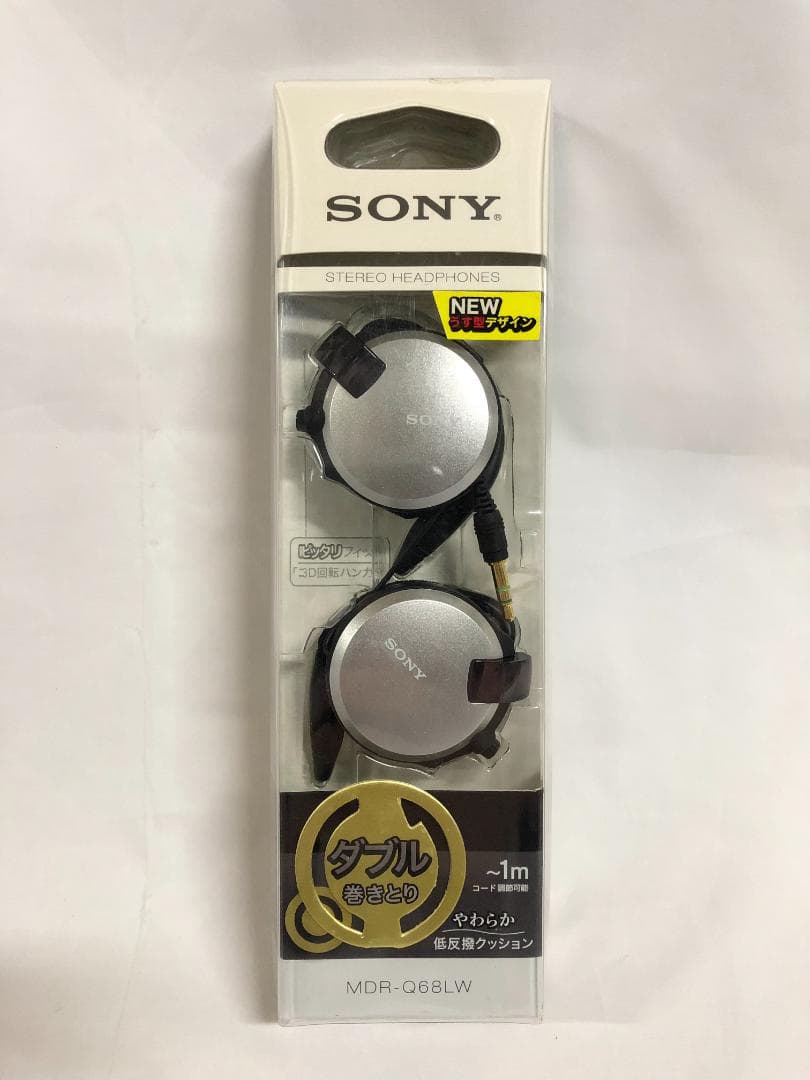 SONY®
STEREO HEADPHONES
NEW
うす型デザイン
SONY
ピッタリフィット
「3D回転ハンガ
SONY
ダブル
巻きとり
~1m
コード調節可能
やわらか
低反撥クッション
MDR-Q68LW